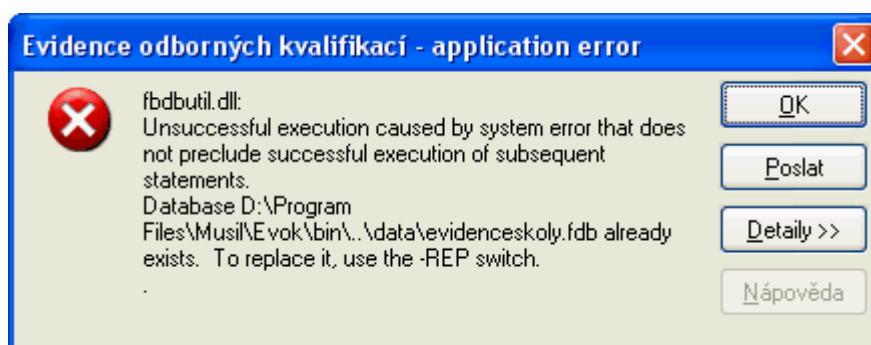 Evidence odborných kvalifikací - application error
fbdbutil.dll:
Unsuccessful execution caused by system error that does
not preclude successful execution of subsequent
statements.
Database D:\Program
Files\Musil\Evok\bin\..\data\evidenceskoly.fdb already
exists.  To replace it, use the -REP switch.
.
OK
Poslat
Detaily >>
Nápověda